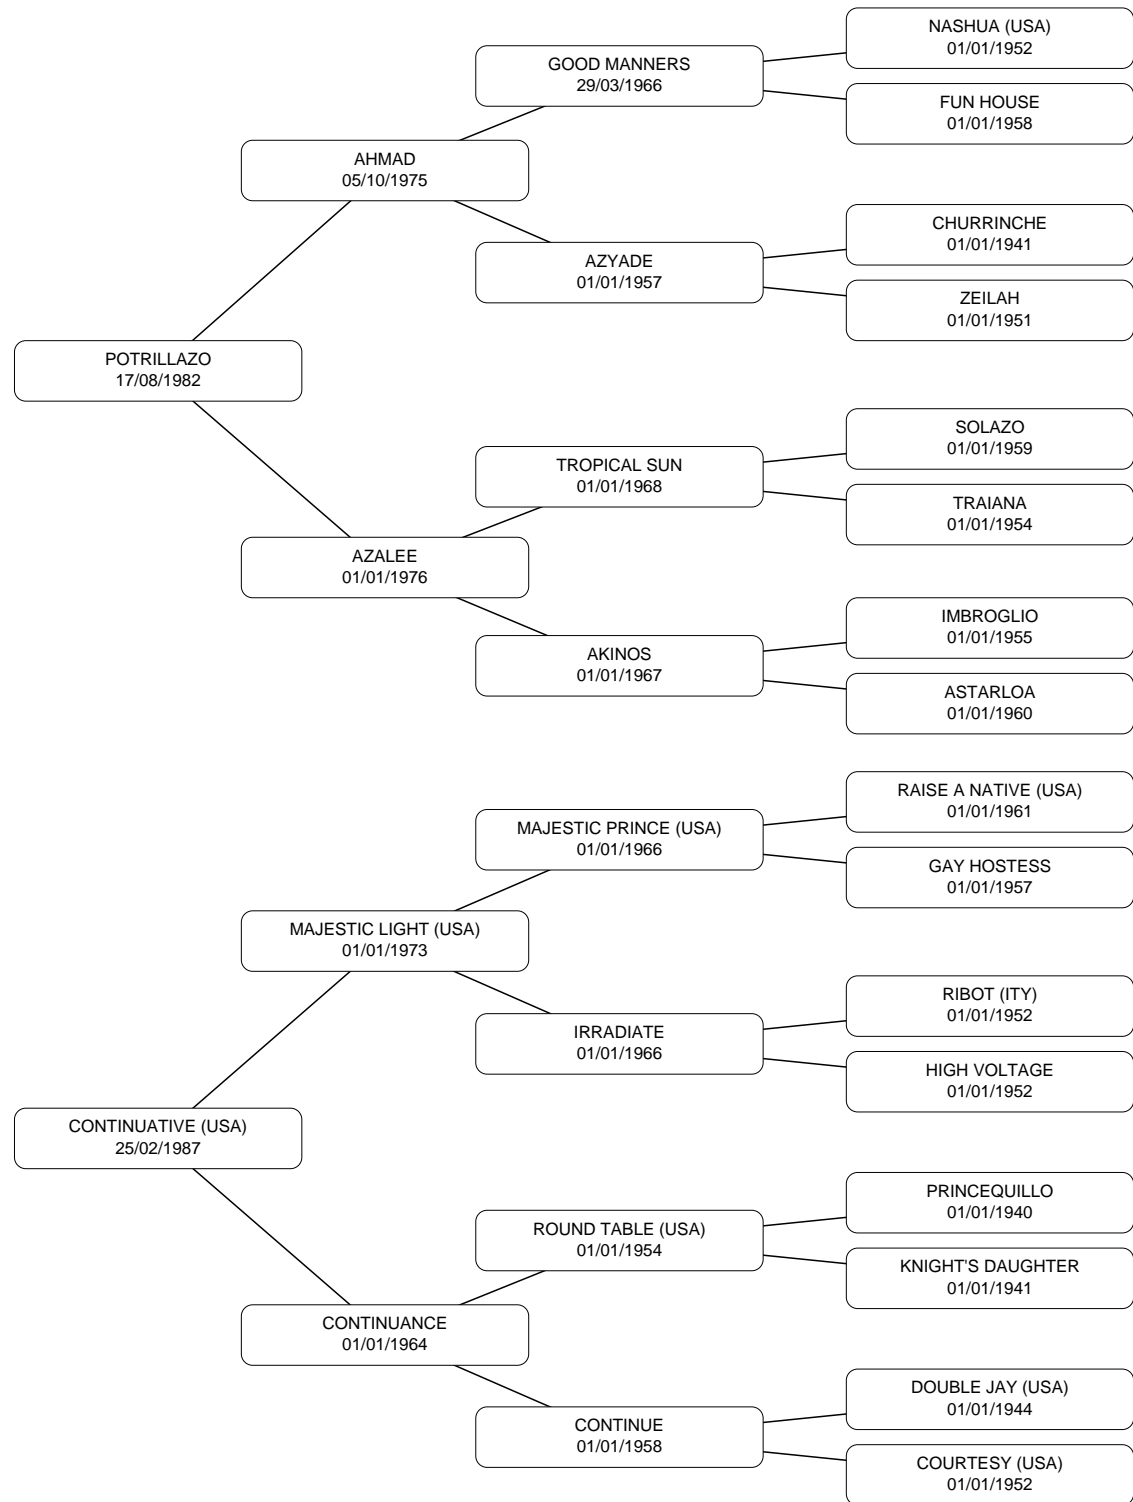 NASHUA (USA)
01/01/1952
GOOD MANNERS
29/03/1966
FUN HOUSE
01/01/1958
AHMAD
05/10/1975
CHURRINCHE
01/01/1941
AZYADE
01/01/1957
ZEILAH
01/01/1951
POTRILLAZO
17/08/1982
SOLAZO
01/01/1959
TROPICAL SUN
01/01/1968
TRAIANA
01/01/1954
AZALEE
01/01/1976
IMBROGLIO
01/01/1955
AKINOS
01/01/1967
ASTARLOA
01/01/1960
RAISE A NATIVE (USA)
01/01/1961
MAJESTIC PRINCE (USA)
01/01/1966
GAY HOSTESS
01/01/1957
MAJESTIC LIGHT (USA)
01/01/1973
RIBOT (ITY)
01/01/1952
IRRADIATE
01/01/1966
HIGH VOLTAGE
01/01/1952
CONTINUATIVE (USA)
25/02/1987
PRINCEQUILLO
01/01/1940
ROUND TABLE (USA)
01/01/1954
KNIGHT'S DAUGHTER
01/01/1941
CONTINUANCE
01/01/1964
DOUBLE JAY (USA)
01/01/1944
CONTINUE
01/01/1958
COURTESY (USA)
01/01/1952